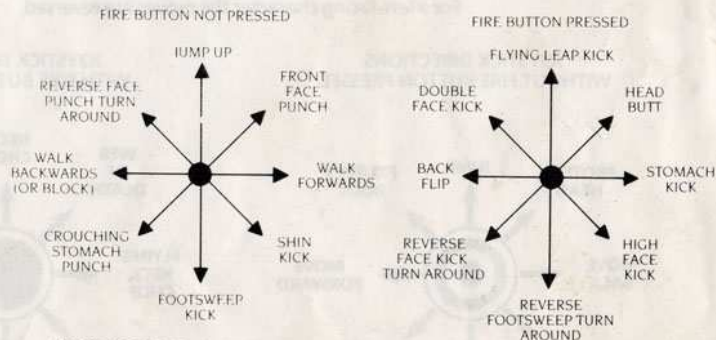 FIRE BUTTON NOT PRESSED
JUMP UP
REVERSE FACE
PUNCH TURN
AROUND
FRONT
FACE
PUNCH
WALK
BACKWARDS
(OR BLOCK)
WALK
FORWARDS
CROUCHING
STOMACH
PUNCH
SHIN
KICK
FOOTSWEEP
KICK
FIRE BUTTON PRESSED
FLYING LEAP KICK
DOUBLE
FACE KICK
HEAD
BUTT
BACK
FLIP
STOMACH
KICK
REVERSE
FACE KICK
TURN AROUND
HIGH
FACE
KICK
REVERSE
FOOTSWEEP TURN
AROUND